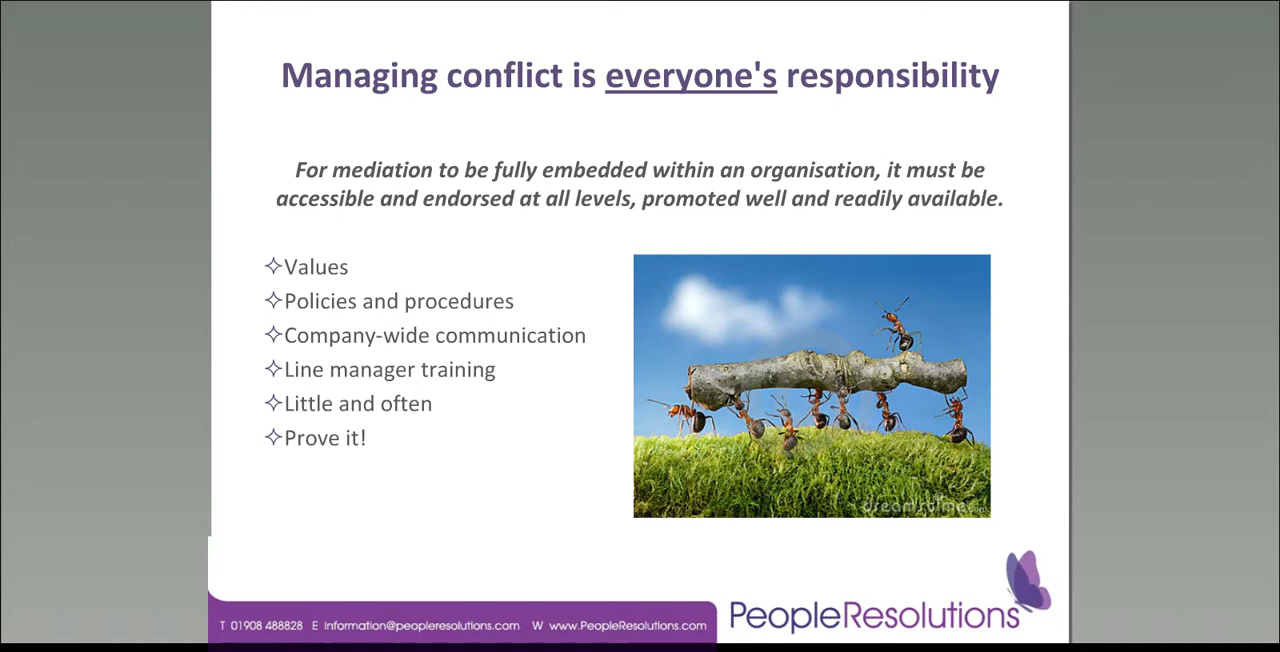 Managing conflict is everyone's responsibility
For mediation to be fully embedded within an organisation, it must be
accessible and endorsed at all levels, promoted well and readily available.
✧Values
✧Policies and procedures
✧Company-wide communication
✧Line manager training
✧Little and often
✧Prove it!
dreamstime
T 01908 488828 E information@peopleresolutions.com W www.PeopleResolutions.com
PeopleResolutions